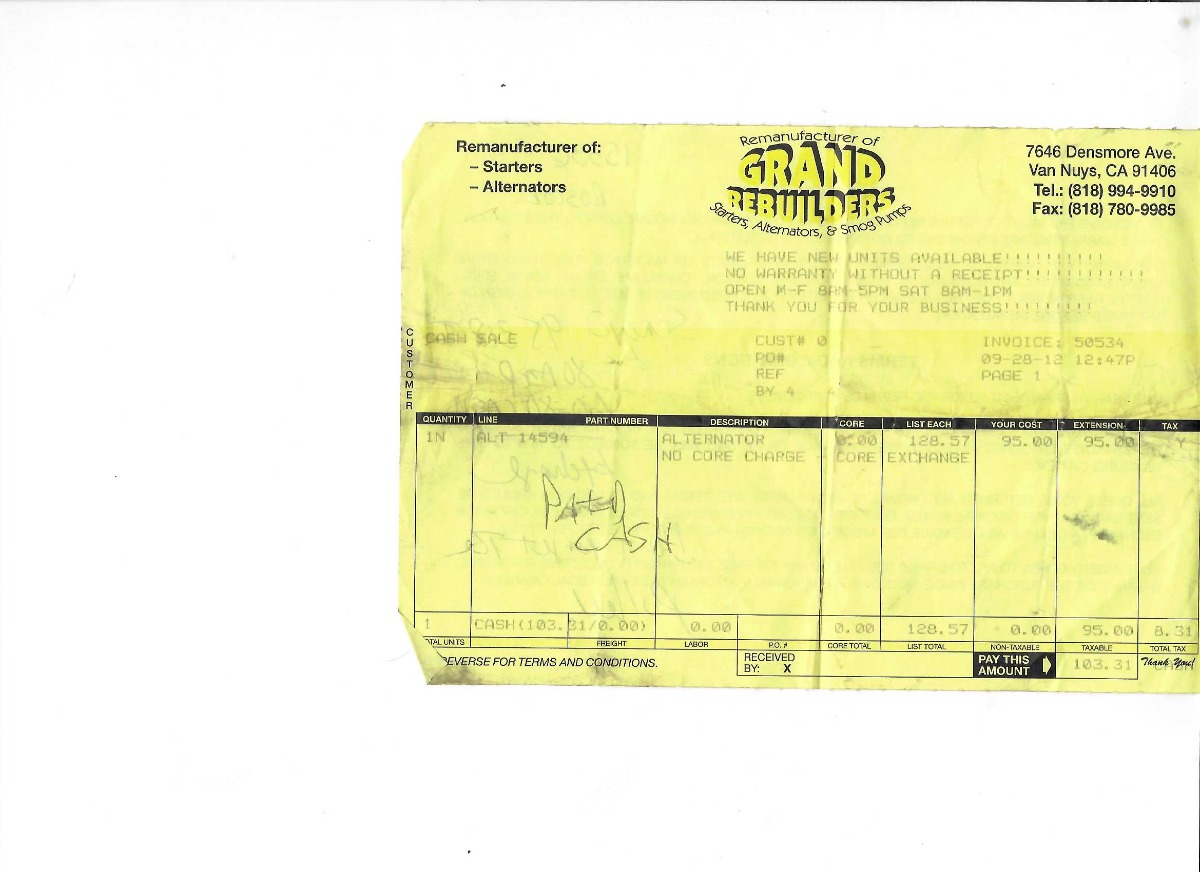 Remanufacturer of:
– Starters
– Alternators
Remanufacturer of
GRAND
REBUILDERS
Starters, Alternators, & Smog Pumps
7646 Densmore Ave.
Van Nuys, CA 91406
Tel.: (818) 994-9910
Fax: (818) 780-9985
WE HAVE NEW UNITS AVAILABLE!!!!!!!!!!
NO WARRANTY WITHOUT A RECEIPT!!!!!!!!!!!!
OPEN M-F 8AM-5PM SAT 8AM-1PM
THANK YOU FOR YOUR BUSINESS!!!!!!!!!
CUSTOMER
CASH SALE CUST# 0 INVOICE: 50534
PO# 09-28-12 12:47P
REF PAGE 1
BY 4 4
QUANTITY LINE PART NUMBER DESCRIPTION CORE LIST EACH YOUR COST EXTENSION TAX
1N ALT 14594 ALTERNATOR 0.00 128.57 95.00 95.00 Y
NO CORE CHARGE - CORE EXCHANGE
PAID
CASH
1 CASH(103.31/0.00) 0.00 0.00 128.57 0.00 95.00 8.31
OTAL UNITS FREIGHT LABOR P.O. # CORE TOTAL LIST TOTAL NON-TAXABLE TAXABLE TOTAL TAX
EVERSE FOR TERMS AND CONDITIONS. RECEIVED BY: X PAY THIS AMOUNT 103.31 Thank You!